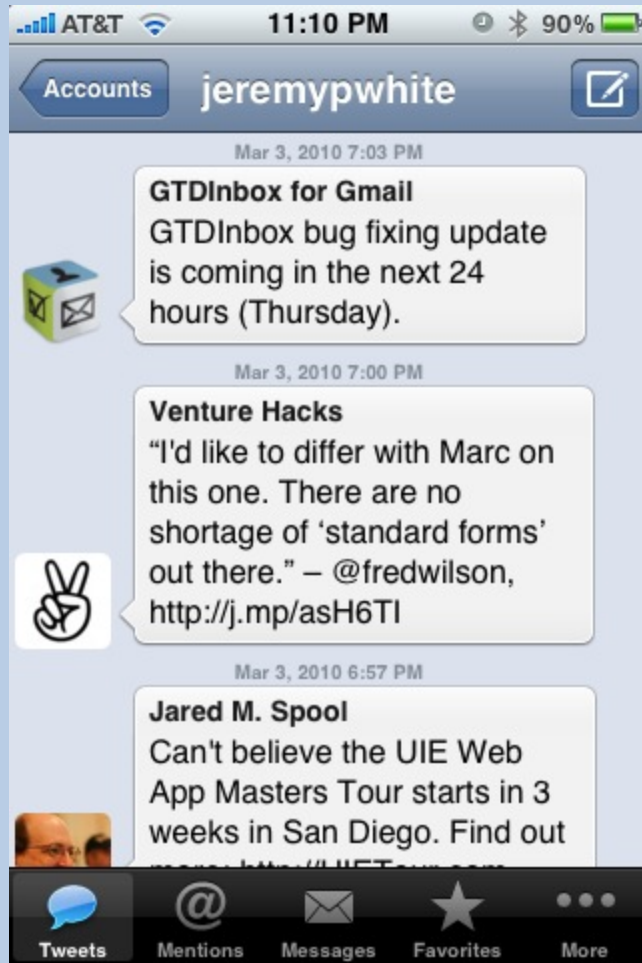 AT&T 11:10 PM 90%
Accounts jeremypwhite
Mar 3, 2010 7:03 PM
GTDInbox for Gmail
GTDInbox bug fixing update
is coming in the next 24
hours (Thursday).
Mar 3, 2010 7:00 PM
Venture Hacks
“I'd like to differ with Marc on
this one. There are no
shortage of ‘standard forms’
out there.” – @fredwilson,
http://j.mp/asH6TI
Mar 3, 2010 6:57 PM
Jared M. Spool
Can't believe the UIE Web
App Masters Tour starts in 3
weeks in San Diego. Find out
more: http://UIETour.com
Tweets Mentions Messages Favorites More